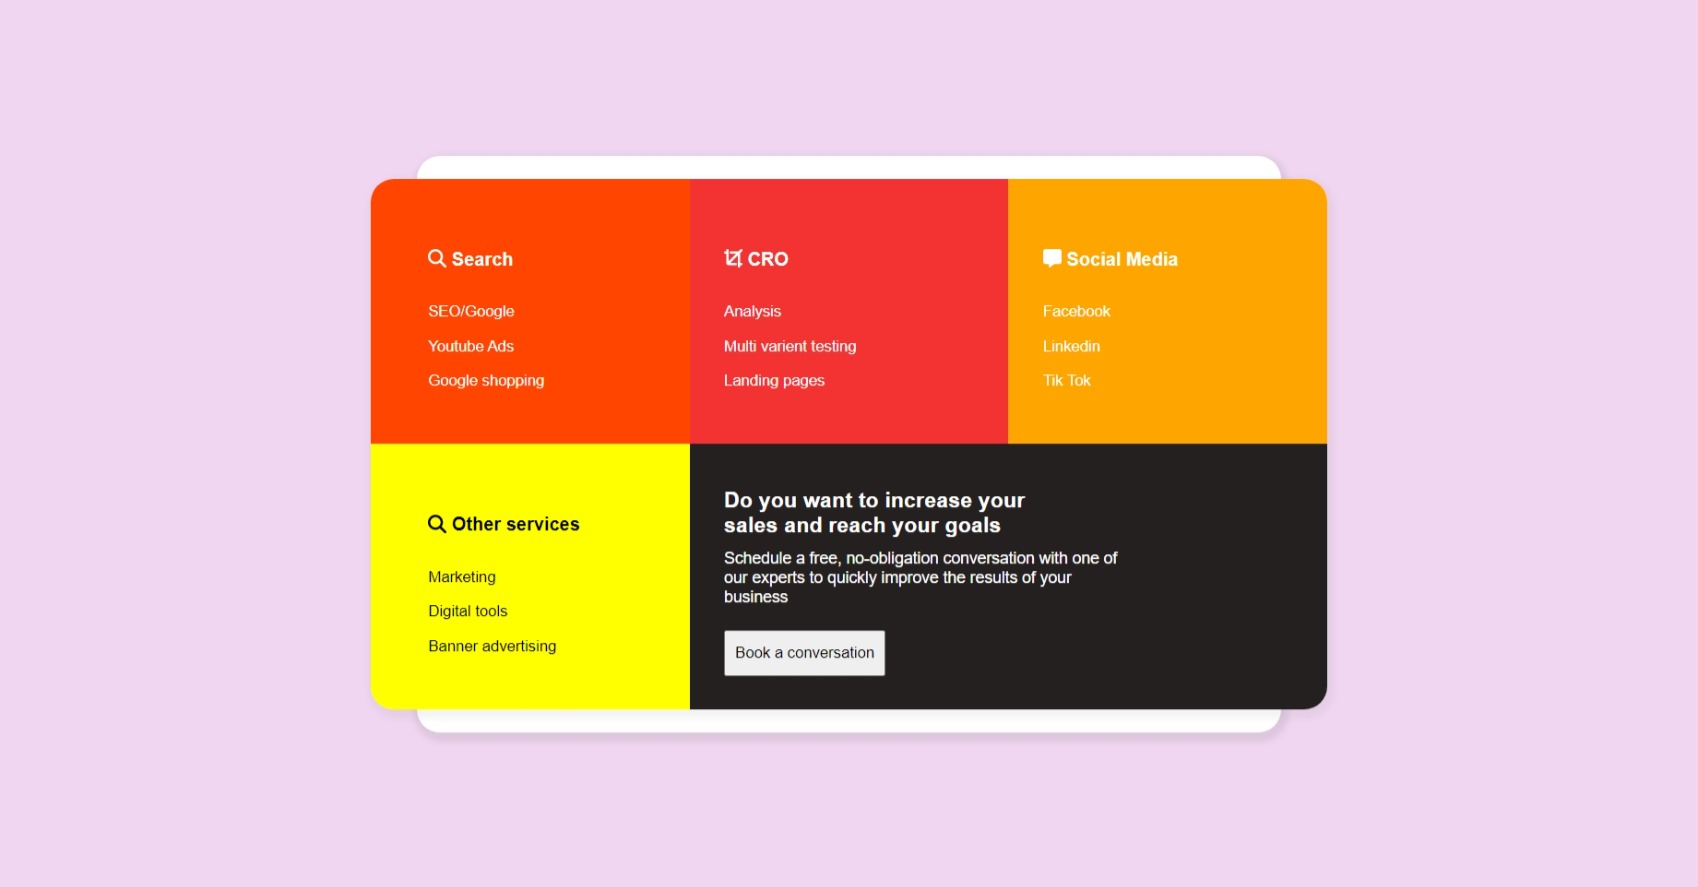 Search
SEO/Google
Youtube Ads
Google shopping
CRO
Analysis
Multi varient testing
Landing pages
Social Media
Facebook
Linkedin
Tik Tok
Other services
Marketing
Digital tools
Banner advertising
Do you want to increase your
sales and reach your goals
Schedule a free, no-obligation conversation with one of
our experts to quickly improve the results of your
business
Book a conversation